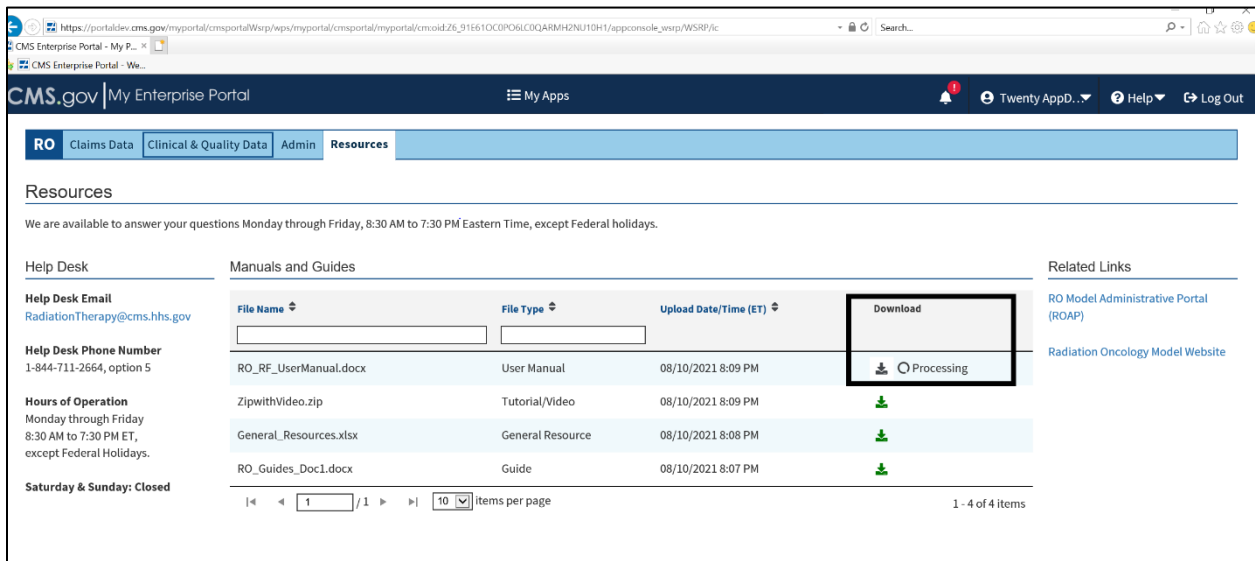 https://portaldev.cms.gov/myportal/cmsportalWsrp/wps/myportal/cmsportal/myportal/cm:oid:Z6_91E61OC0PO6LC0QARMH2NU10H1/appconsole_wsrp/WSRP/ic
Search...
CMS Enterprise Portal - My P...
CMS Enterprise Portal - We...
CMS.gov My Enterprise Portal
My Apps
Twenty AppD...
Help
Log Out
RO Claims Data Clinical & Quality Data Admin Resources
Resources
We are available to answer your questions Monday through Friday, 8:30 AM to 7:30 PM Eastern Time, except Federal holidays.
Help Desk
Help Desk Email
RadiationTherapy@cms.hhs.gov
Help Desk Phone Number
1-844-711-2664, option 5
Hours of Operation
Monday through Friday
8:30 AM to 7:30 PM ET,
except Federal Holidays.
Saturday & Sunday: Closed
Manuals and Guides
File Name File Type Upload Date/Time (ET) Download
RO_RF_UserManual.docx User Manual 08/10/2021 8:09 PM Processing
ZipwithVideo.zip Tutorial/Video 08/10/2021 8:09 PM
General_Resources.xlsx General Resource 08/10/2021 8:08 PM
RO_Guides_Doc1.docx Guide 08/10/2021 8:07 PM
1 / 1 10 items per page 1 - 4 of 4 items
Related Links
RO Model Administrative Portal
(ROAP)
Radiation Oncology Model Website